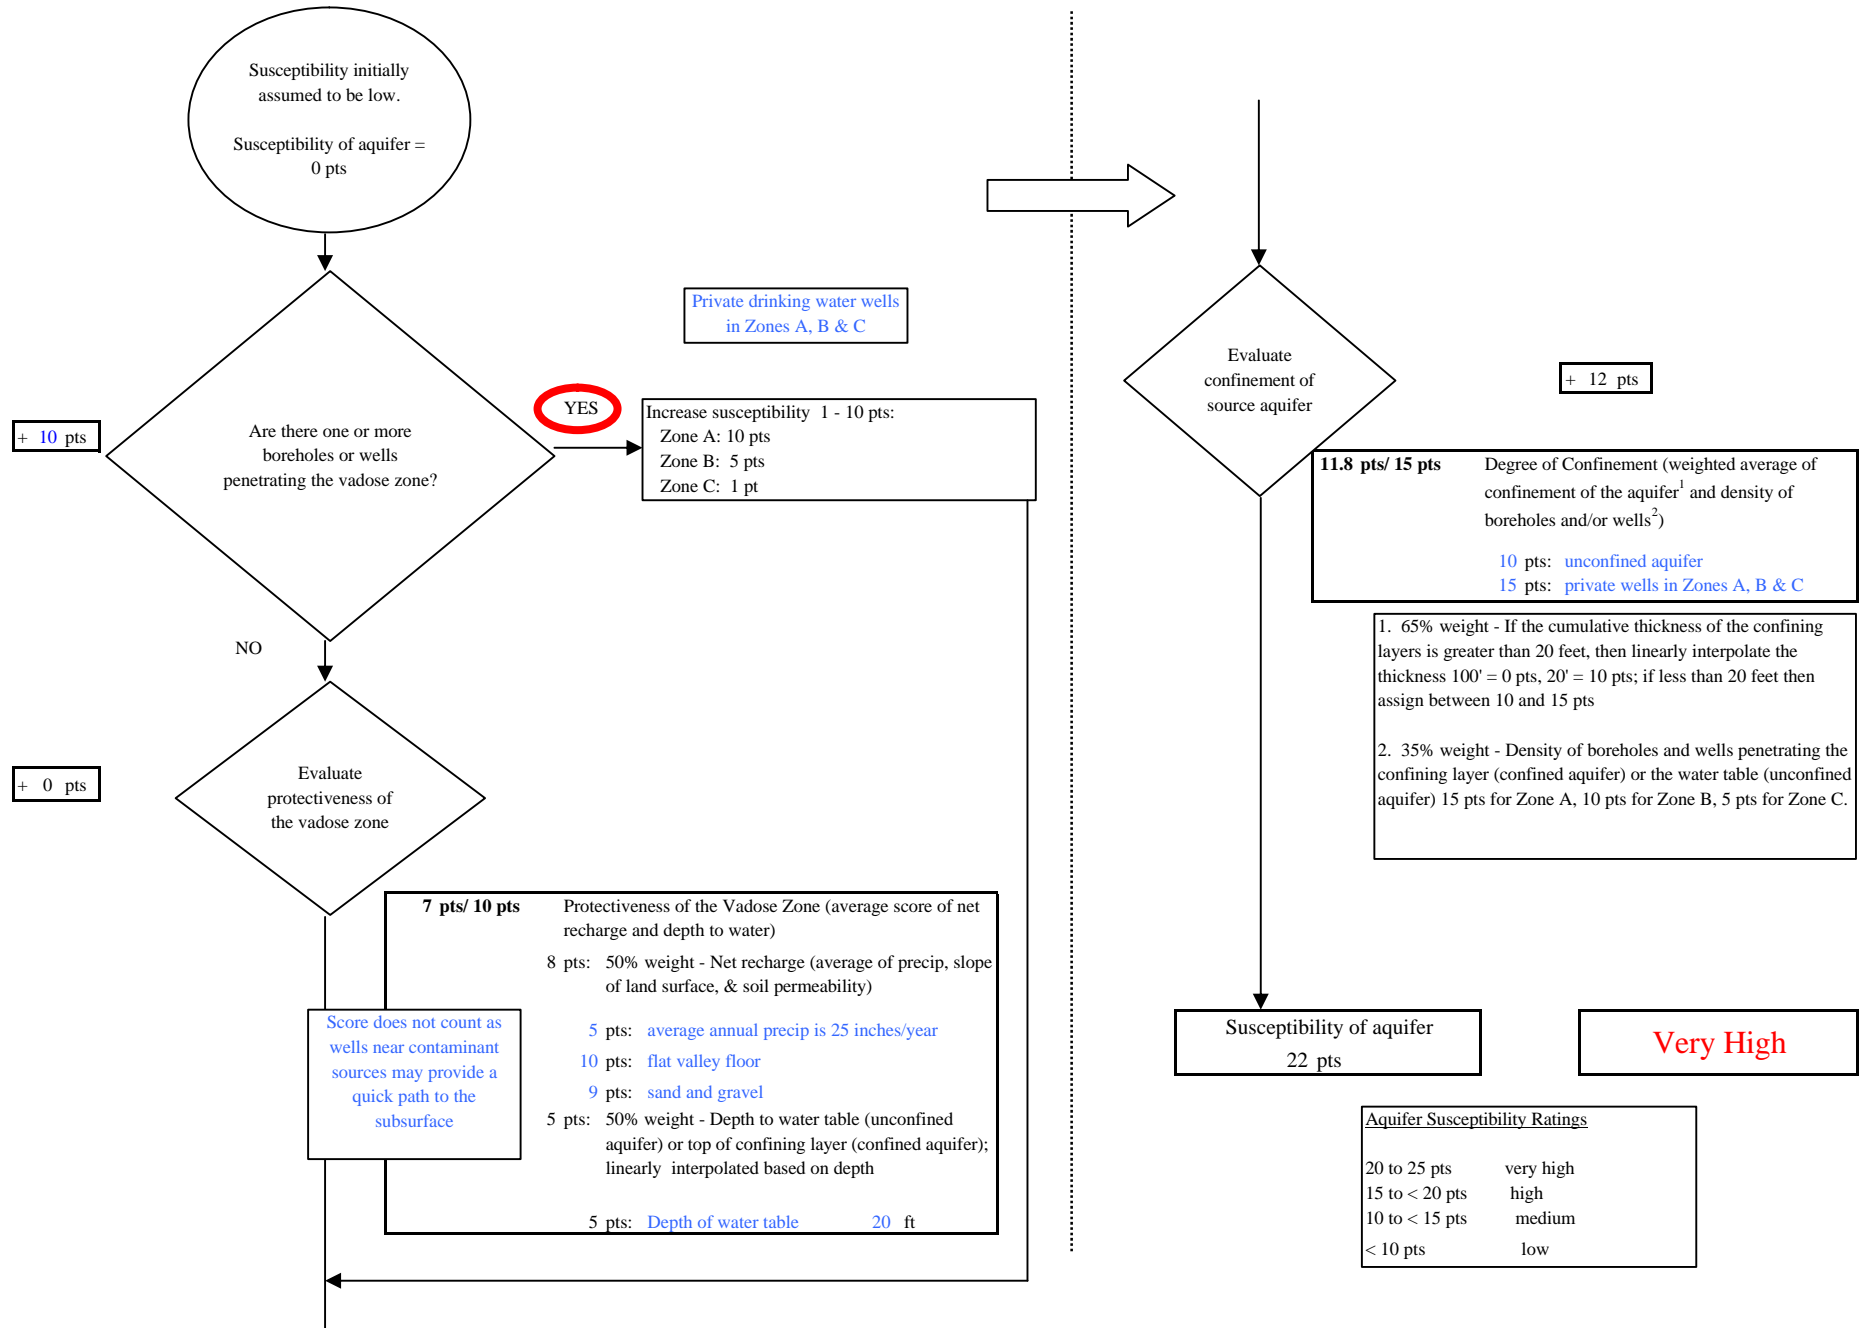 Susceptibility initially
assumed to be low.
Susceptibility of aquifer =
0 pts
Private drinking water wells
in Zones A, B & C
YES
+ 10 pts
Are there one or more
boreholes or wells
penetrating the vadose zone?
Increase susceptibility 1 - 10 pts:
Zone A: 10 pts
Zone B: 5 pts
Zone C: 1 pt
NO
+ 0 pts
Evaluate
protectiveness of
the vadose zone
7 pts/ 10 pts Protectiveness of the Vadose Zone (average score of net
recharge and depth to water)
8 pts: 50% weight - Net recharge (average of precip, slope
of land surface, & soil permeability)
5 pts: average annual precip is 25 inches/year
10 pts: flat valley floor
9 pts: sand and gravel
5 pts: 50% weight - Depth to water table (unconfined
aquifer) or top of confining layer (confined aquifer);
linearly interpolated based on depth
5 pts: Depth of water table 20 ft
Score does not count as
wells near contaminant
sources may provide a
quick path to the
subsurface
Evaluate
confinement of
source aquifer
+ 12 pts
11.8 pts/ 15 pts Degree of Confinement (weighted average of
confinement of the aquifer1 and density of
boreholes and/or wells2)
10 pts: unconfined aquifer
15 pts: private wells in Zones A, B & C
1. 65% weight - If the cumulative thickness of the confining
layers is greater than 20 feet, then linearly interpolate the
thickness 100' = 0 pts, 20' = 10 pts; if less than 20 feet then
assign between 10 and 15 pts
2. 35% weight - Density of boreholes and wells penetrating the
confining layer (confined aquifer) or the water table (unconfined
aquifer) 15 pts for Zone A, 10 pts for Zone B, 5 pts for Zone C.
Susceptibility of aquifer
22 pts
Very High
Aquifer Susceptibility Ratings
20 to 25 pts very high
15 to < 20 pts high
10 to < 15 pts medium
< 10 pts low